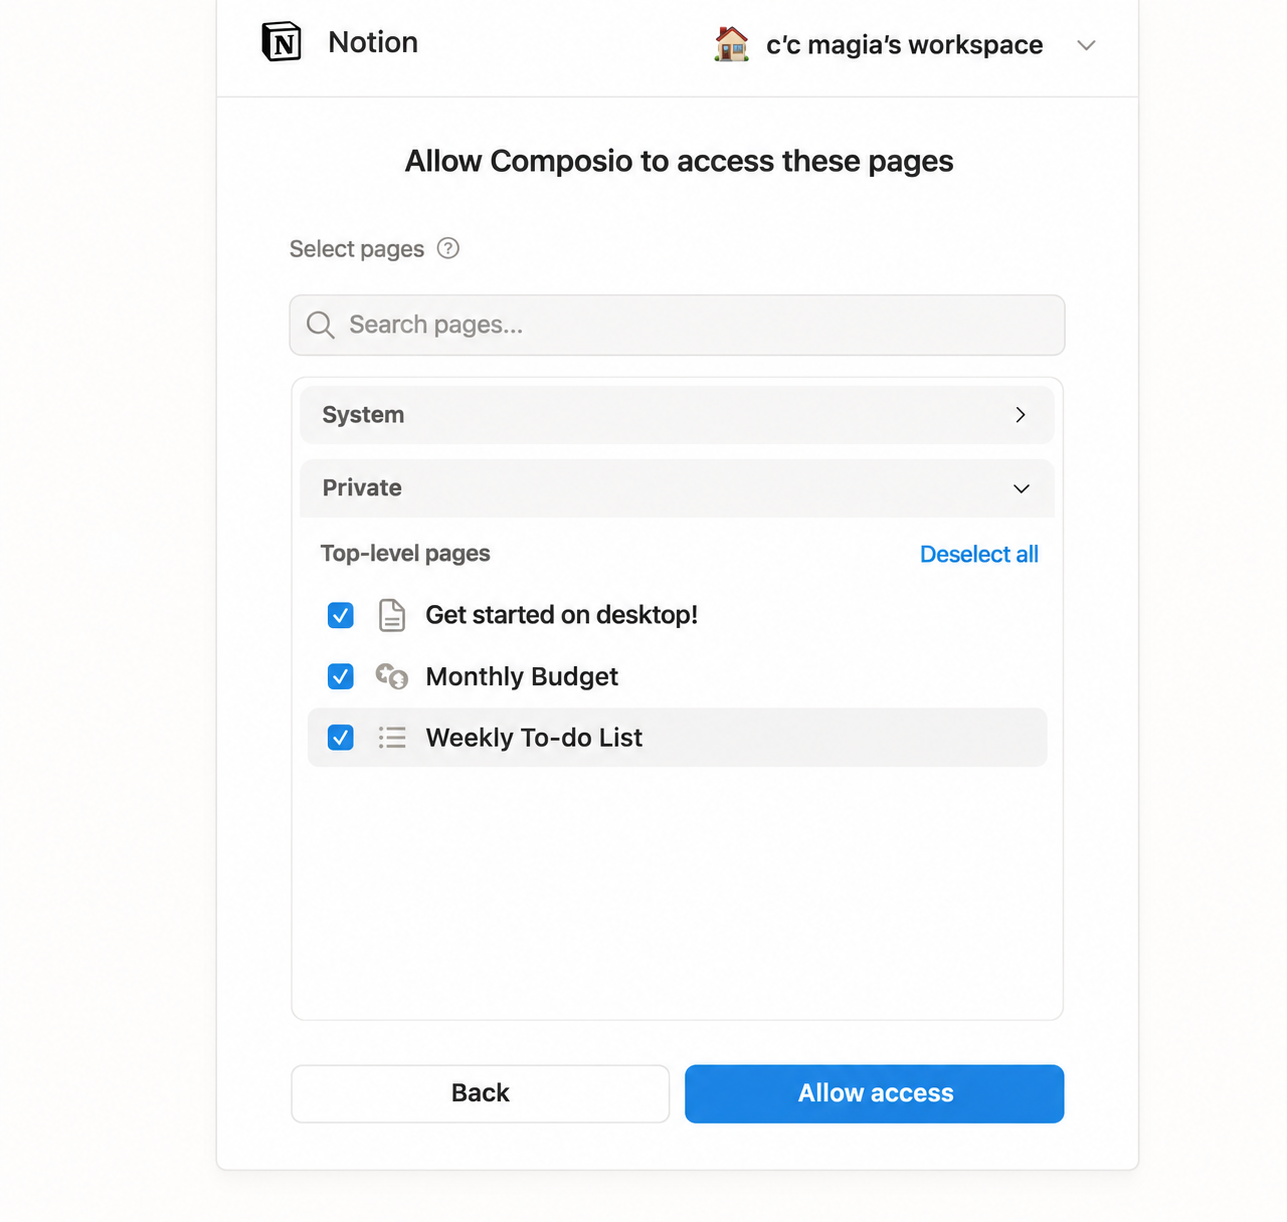 Notion
c'c magia's workspace
Allow Composio to access these pages
Select pages ?
Search pages...
System
Private
Top-level pages
Deselect all
Get started on desktop!
Monthly Budget
Weekly To-do List
Back
Allow access